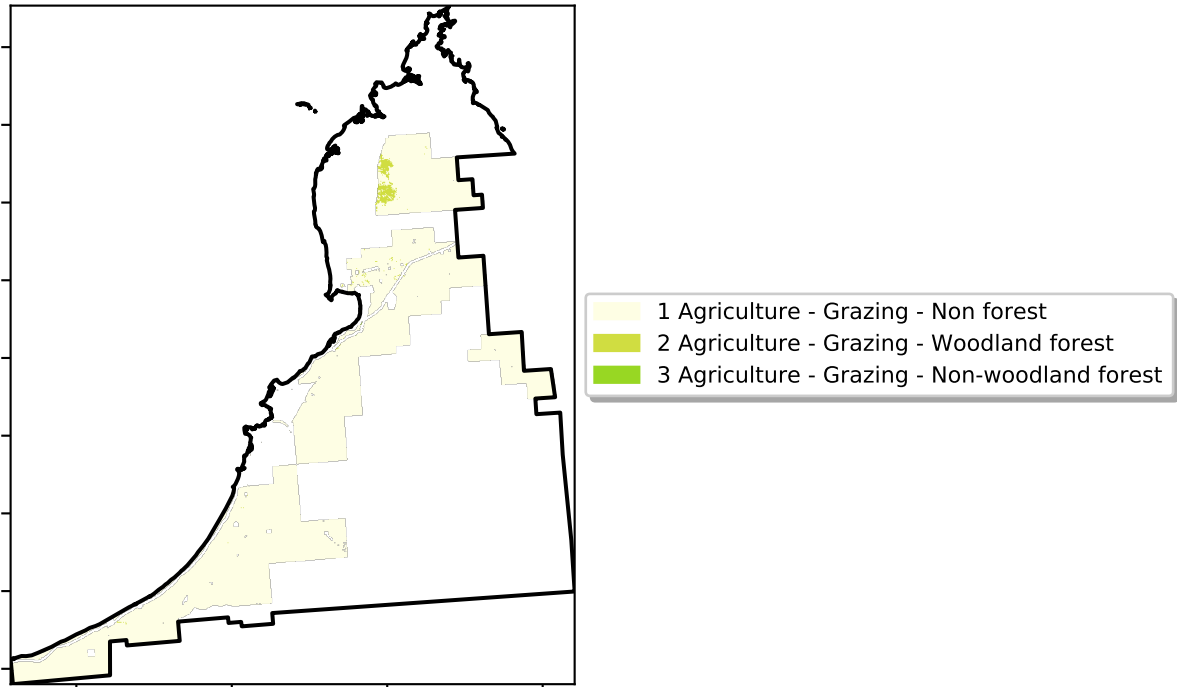 1 Agriculture - Grazing - Non forest
2 Agriculture - Grazing - Woodland forest
3 Agriculture - Grazing - Non-woodland forest